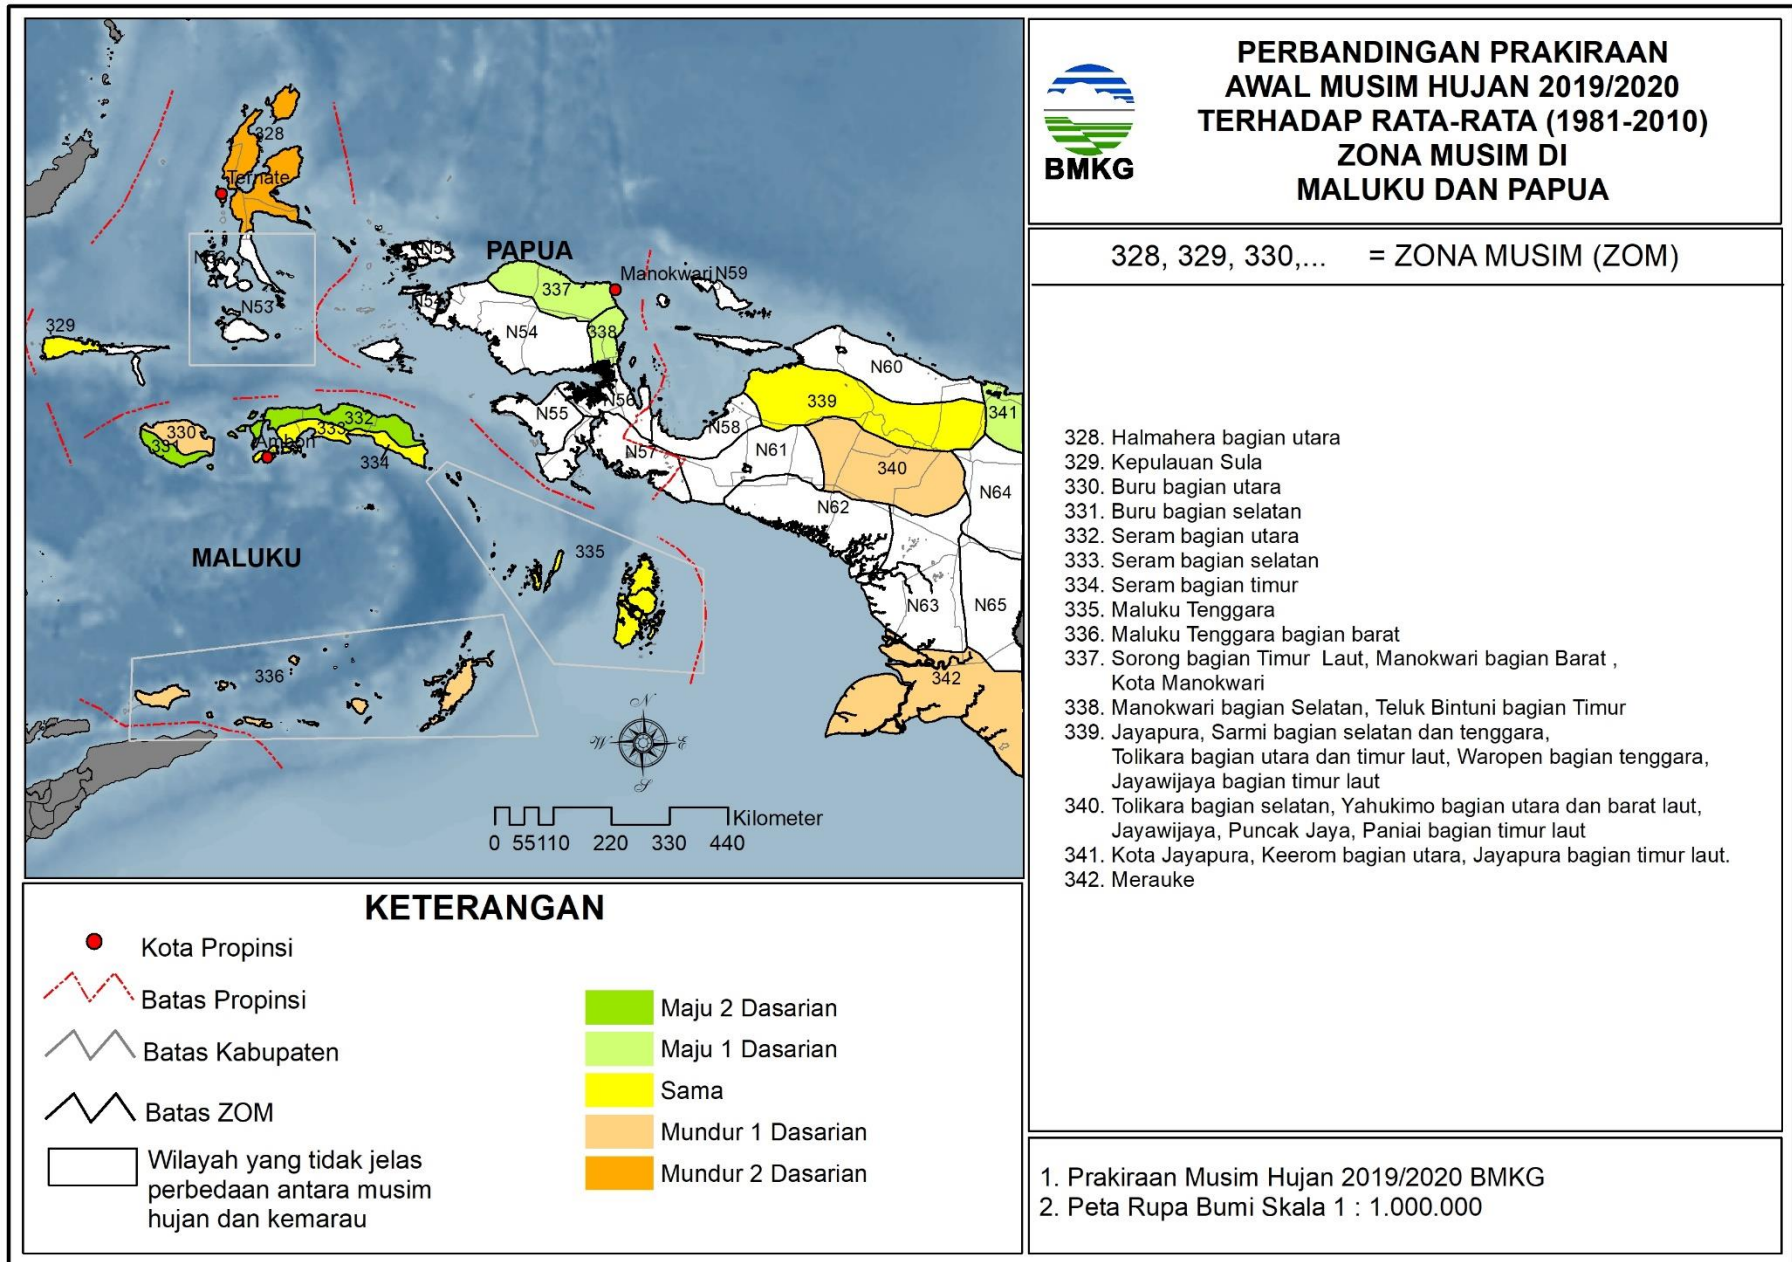 PERBANDINGAN PRAKIRAAN
AWAL MUSIM HUJAN 2019/2020
TERHADAP RATA-RATA (1981-2010)
ZONA MUSIM DI
MALUKU DAN PAPUA
BMKG
328, 329, 330,... = ZONA MUSIM (ZOM)
328. Halmahera bagian utara
329. Kepulauan Sula
330. Buru bagian utara
331. Buru bagian selatan
332. Seram bagian utara
333. Seram bagian selatan
334. Seram bagian timur
335. Maluku Tenggara
336. Maluku Tenggara bagian barat
337. Sorong bagian Timur Laut, Manokwari bagian Barat ,
Kota Manokwari
338. Manokwari bagian Selatan, Teluk Bintuni bagian Timur
339. Jayapura, Sarmi bagian selatan dan tenggara,
Tolikara bagian utara dan timur laut, Waropen bagian tenggara,
Jayawijaya bagian timur laut
340. Tolikara bagian selatan, Yahukimo bagian utara dan barat laut,
Jayawijaya, Puncak Jaya, Paniai bagian timur laut
341. Kota Jayapura, Keerom bagian utara, Jayapura bagian timur laut.
342. Merauke
1. Prakiraan Musim Hujan 2019/2020 BMKG
2. Peta Rupa Bumi Skala 1 : 1.000.000
328
Ternate
N53
N53
329
N54
PAPUA
337
Manokwari
N59
N54
N54
338
N60
339
341
330
331
332
333
Ambon
334
N55
N56
N57
N58
N61
340
N64
N62
335
MALUKU
N63
N65
336
342
N
W
E
S
Kilometer
0 55 110 220 330 440
KETERANGAN
Kota Propinsi
Batas Propinsi
Batas Kabupaten
Batas ZOM
Wilayah yang tidak jelas
perbedaan antara musim
hujan dan kemarau
Maju 2 Dasarian
Maju 1 Dasarian
Sama
Mundur 1 Dasarian
Mundur 2 Dasarian